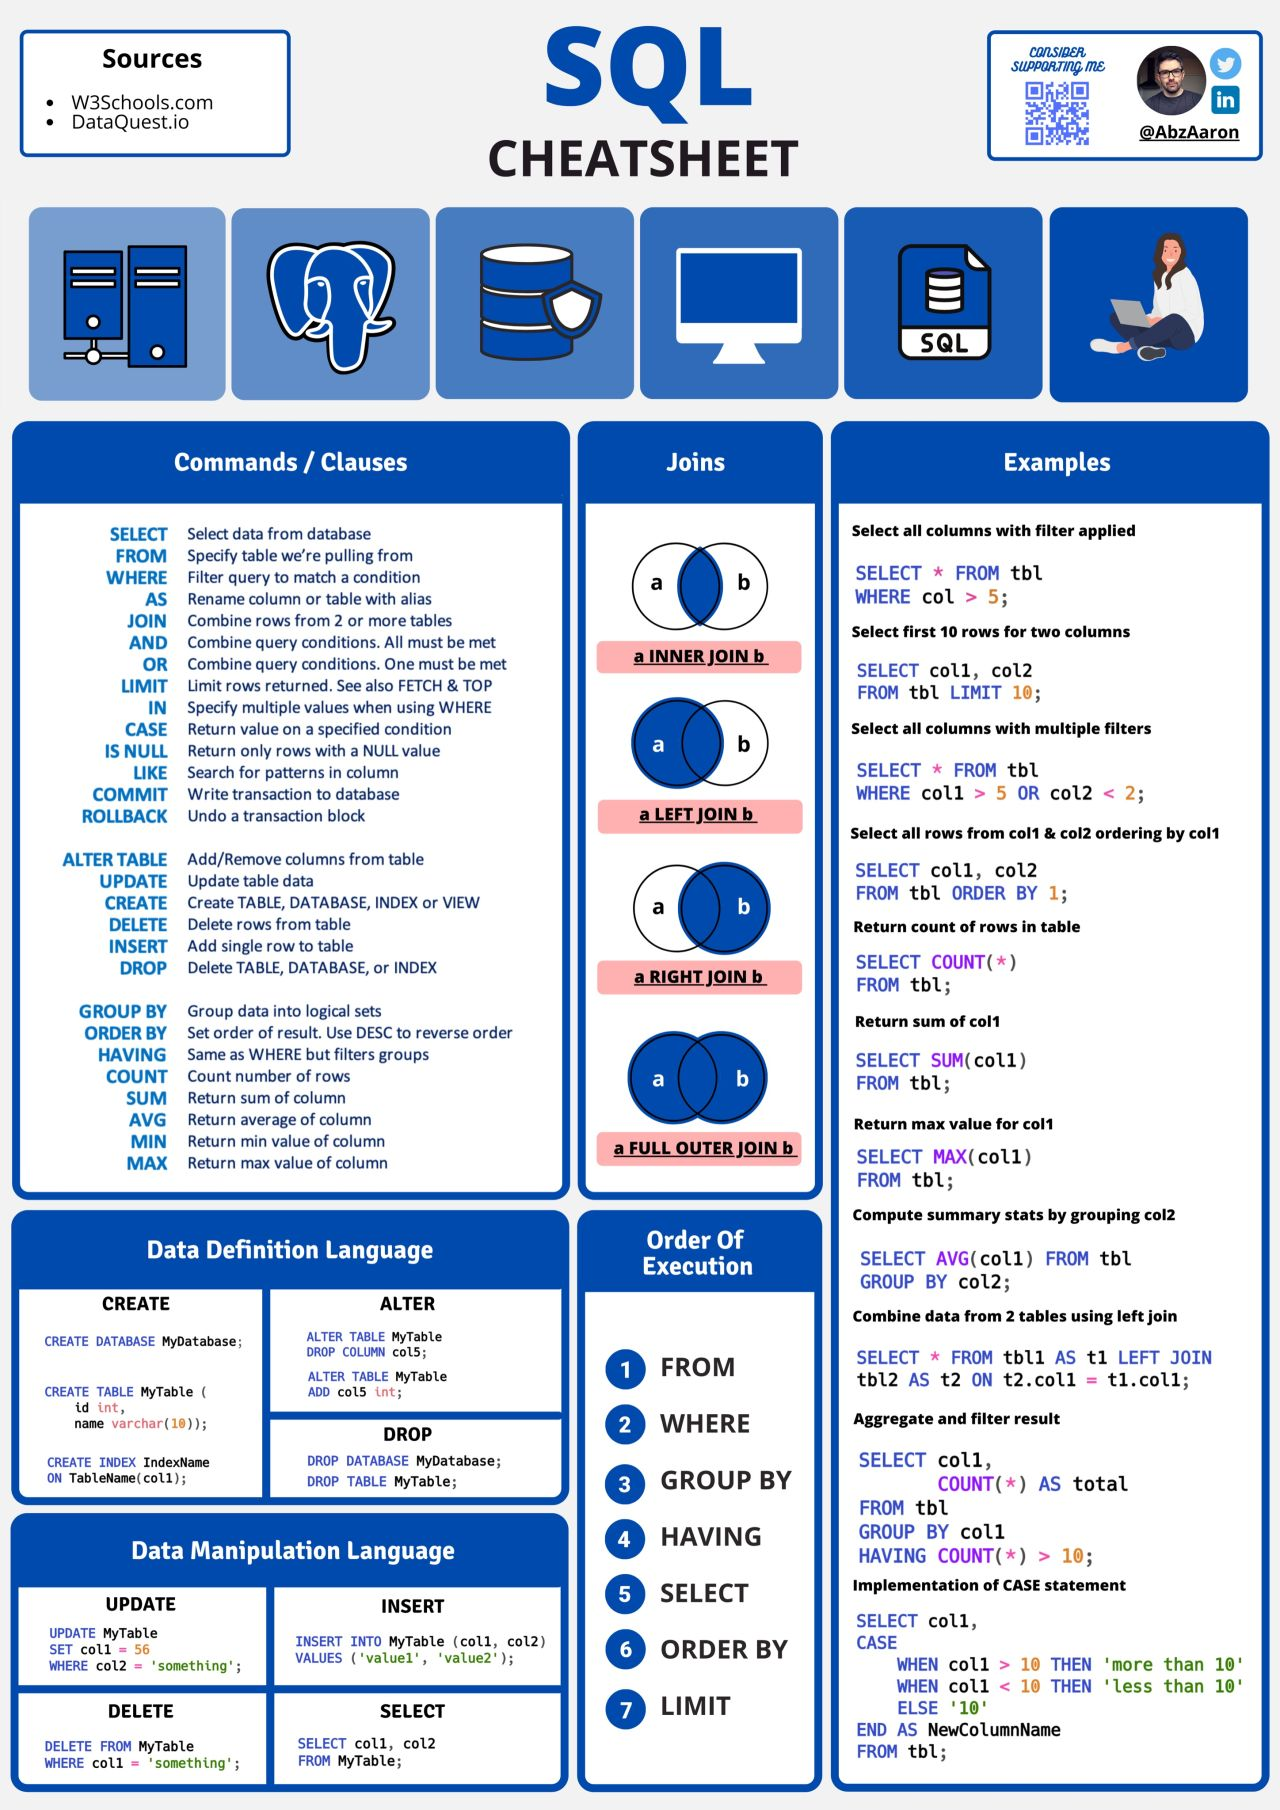 Sources
• W3Schools.com
• DataQuest.io
SQL
CHEATSHEET
CONSIDER
SUPPORTING ME
in
@AbzAaron
SQL
Commands / Clauses
SELECT Select data from database
FROM Specify table we're pulling from
WHERE Filter query to match a condition
AS Rename column or table with alias
JOIN Combine rows from 2 or more tables
AND Combine query conditions. All must be met
OR Combine query conditions. One must be met
LIMIT Limit rows returned. See also FETCH & TOP
IN Specify multiple values when using WHERE
CASE Return value on a specified condition
IS NULL Return only rows with a NULL value
LIKE Search for patterns in column
COMMIT Write transaction to database
ROLLBACK Undo a transaction block
ALTER TABLE Add/Remove columns from table
UPDATE Update table data
CREATE Create TABLE, DATABASE, INDEX or VIEW
DELETE Delete rows from table
INSERT Add single row to table
DROP Delete TABLE, DATABASE, or INDEX
GROUP BY Group data into logical sets
ORDER BY Set order of result. Use DESC to reverse order
HAVING Same as WHERE but filters groups
COUNT Count number of rows
SUM Return sum of column
AVG Return average of column
MIN Return min value of column
MAX Return max value of column
Joins
a b
a INNER JOIN b
a b
a LEFT JOIN b
a b
a RIGHT JOIN b
a b
a FULL OUTER JOIN b
Examples
Select all columns with filter applied
SELECT * FROM tbl
WHERE col > 5;
Select first 10 rows for two columns
SELECT col1, col2
FROM tbl LIMIT 10;
Select all columns with multiple filters
SELECT * FROM tbl
WHERE col1 > 5 OR col2 < 2;
Select all rows from col1 & col2 ordering by col1
SELECT col1, col2
FROM tbl ORDER BY 1;
Return count of rows in table
SELECT COUNT(*)
FROM tbl;
Return sum of col1
SELECT SUM(col1)
FROM tbl;
Return max value for col1
SELECT MAX(col1)
FROM tbl;
Compute summary stats by grouping col2
SELECT AVG(col1) FROM tbl
GROUP BY col2;
Combine data from 2 tables using left join
SELECT * FROM tbl1 AS t1 LEFT JOIN
tbl2 AS t2 ON t2.col1 = t1.col1;
Aggregate and filter result
SELECT col1,
COUNT(*) AS total
FROM tbl
GROUP BY col1
HAVING COUNT(*) > 10;
Implementation of CASE statement
SELECT col1,
CASE
WHEN col1 > 10 THEN 'more than 10'
WHEN col1 < 10 THEN 'less than 10'
ELSE '10'
END AS NewColumnName
FROM tbl;
Data Definition Language
CREATE
CREATE DATABASE MyDatabase;
CREATE TABLE MyTable (
id int,
name varchar(10));
CREATE INDEX IndexName
ON TableName(col1);
ALTER
ALTER TABLE MyTable
DROP COLUMN col5;
ALTER TABLE MyTable
ADD col5 int;
DROP
DROP DATABASE MyDatabase;
DROP TABLE MyTable;
Order Of
Execution
1 FROM
2 WHERE
3 GROUP BY
4 HAVING
5 SELECT
6 ORDER BY
7 LIMIT
Data Manipulation Language
UPDATE
UPDATE MyTable
SET col1 = 56
WHERE col2 = 'something';
INSERT
INSERT INTO MyTable (col1, col2)
VALUES ('value1', 'value2');
DELETE
DELETE FROM MyTable
WHERE col1 = 'something';
SELECT
SELECT col1, col2
FROM MyTable;